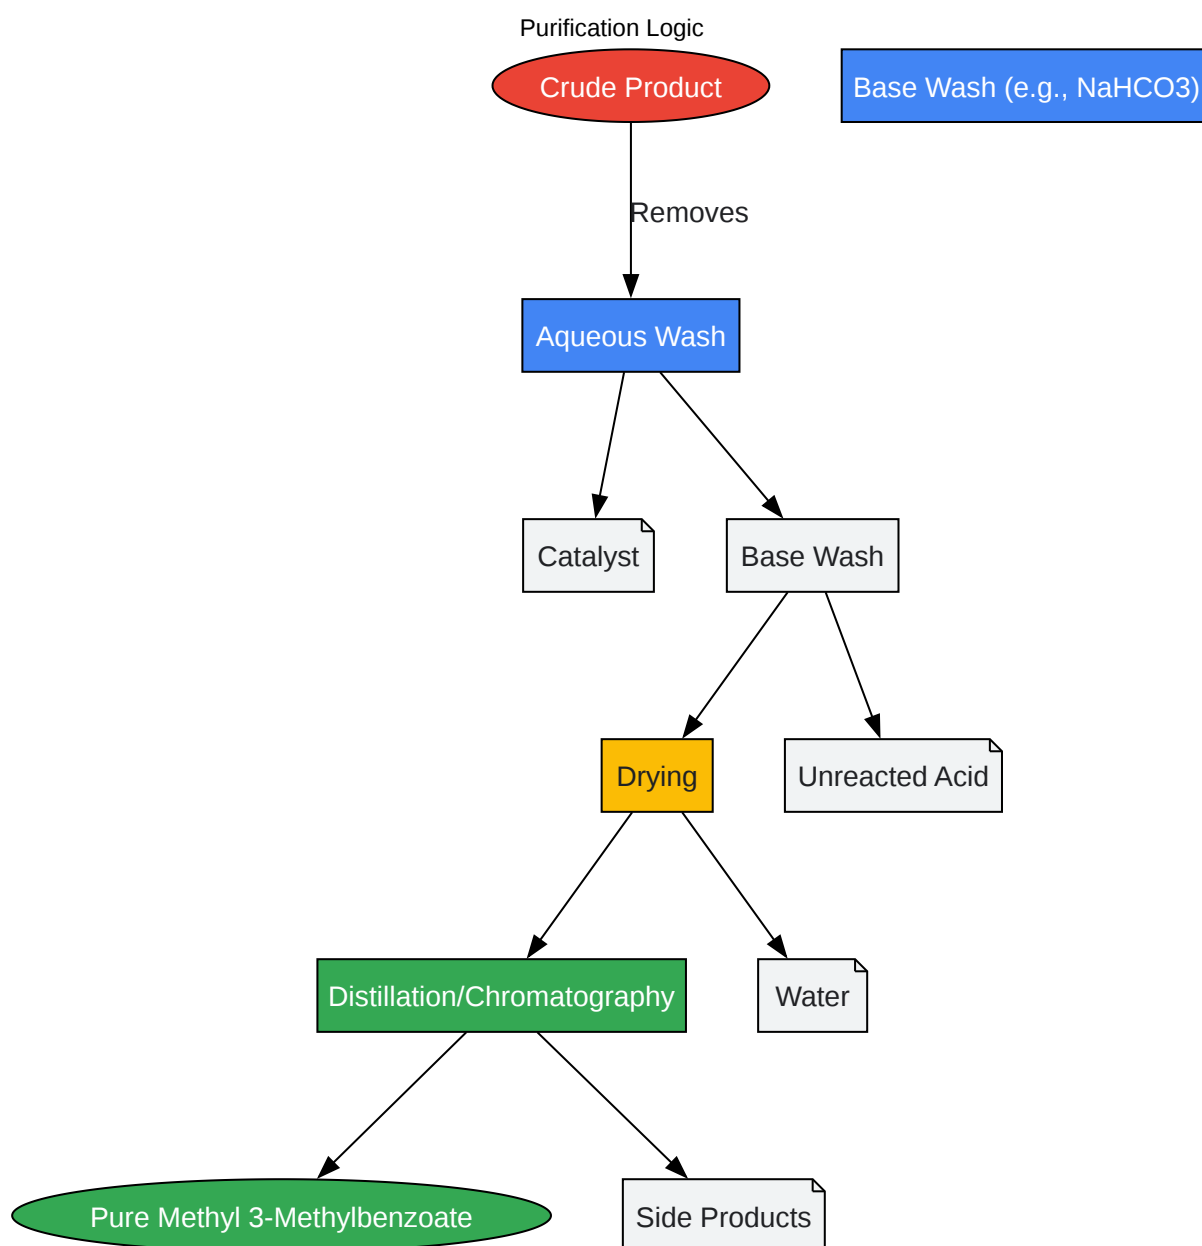 Purification Logic
Crude Product
Base Wash (e.g., NaHCO3)
Removes
Aqueous Wash
Catalyst
Base Wash
Drying
Unreacted Acid
Distillation/Chromatography
Water
Pure Methyl 3-Methylbenzoate
Side Products